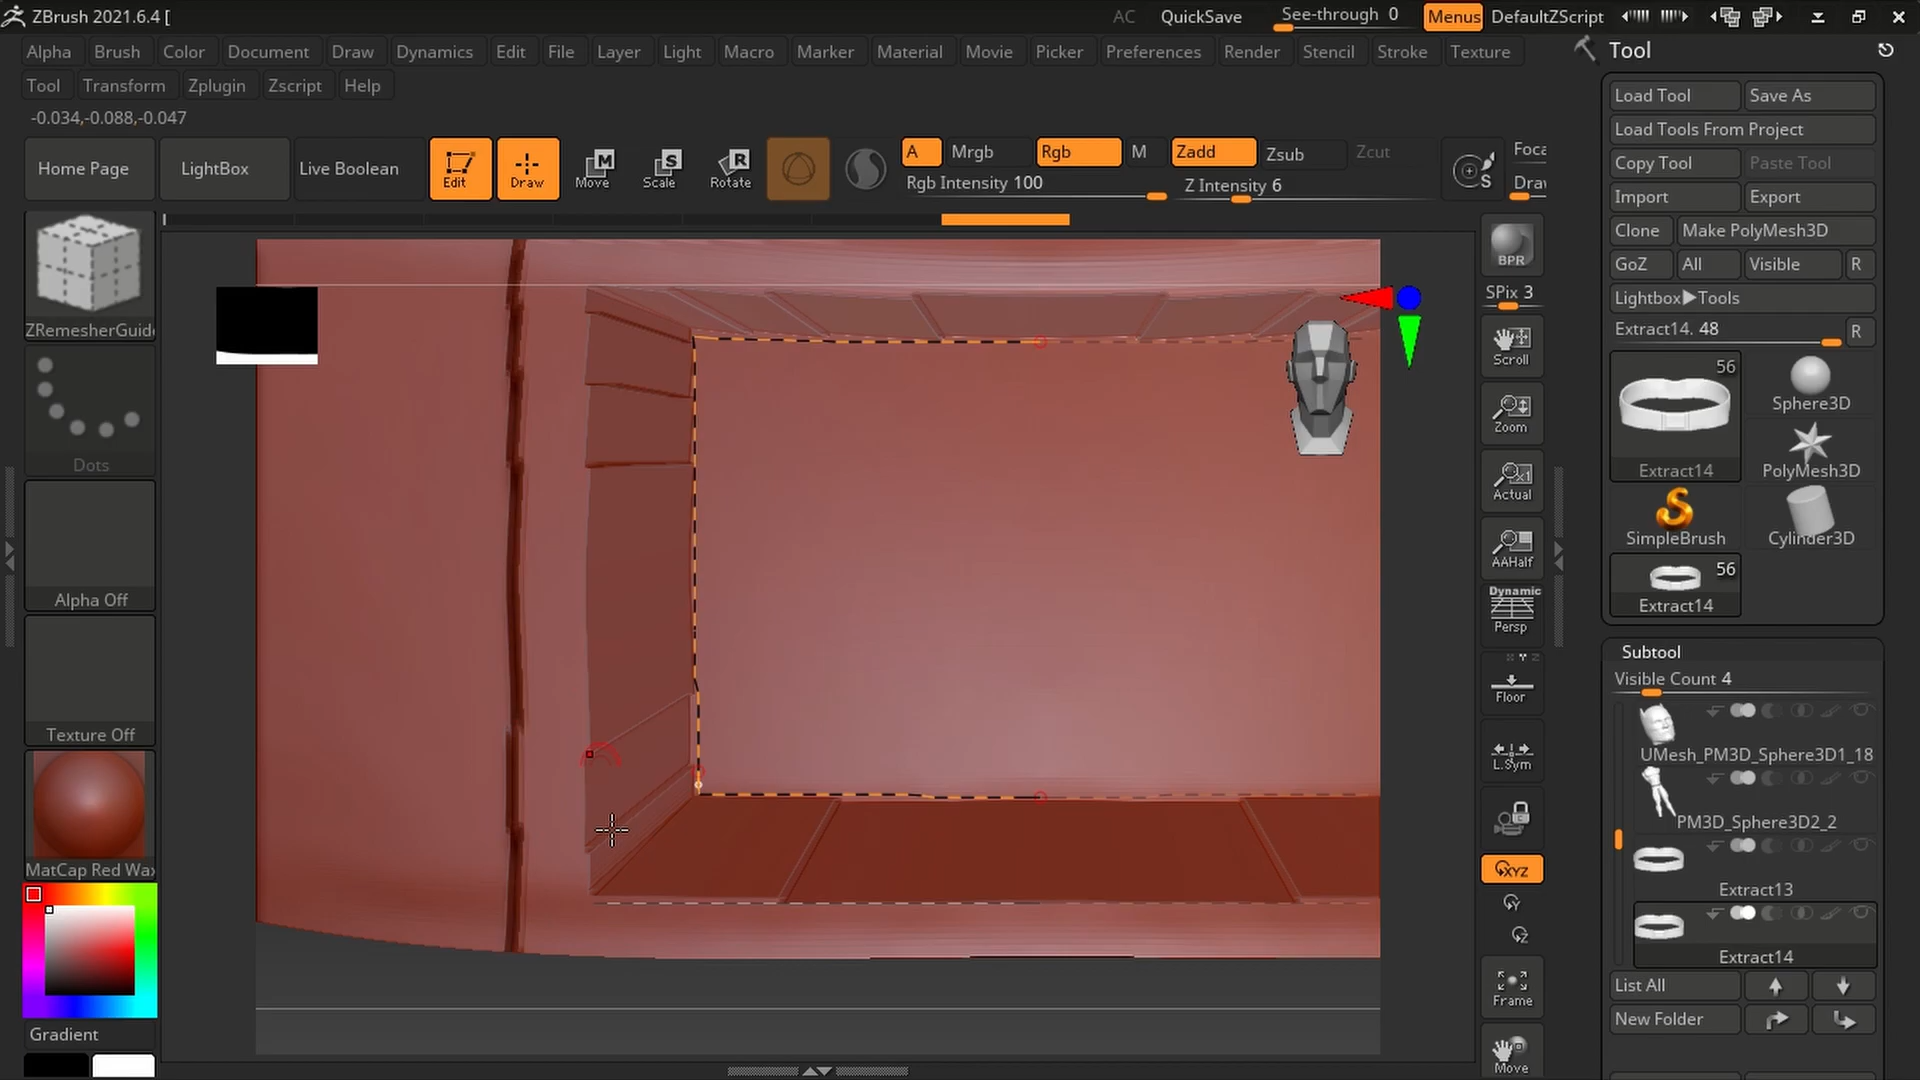 ZBrush 2021.6.4 [
AC QuickSave See-through 0 Menus DefaultZScript
Alpha Brush Color Document Draw Dynamics Edit File Layer Light Macro Marker Material Movie Picker Preferences Render Stencil Stroke Texture
Tool Transform Zplugin Zscript Help
-0.034,-0.088,-0.047
Home Page LightBox Live Boolean Edit Draw Move Scale Rotate
A Mrgb Rgb M Zadd Zsub Zcut Foca
Rgb Intensity 100 Z Intensity 6 Draw
ZRemesherGuide
Dots
Alpha Off
Texture Off
MatCap Red Wax
Gradient
BPR
SPix 3
Scroll
Zoom
Actual
AAHalf
Dynamic
Persp
Floor
L.Sym
XYZ
Y
Z
Frame
Move
Tool
Load Tool Save As
Load Tools From Project
Copy Tool Paste Tool
Import Export
Clone Make PolyMesh3D
GoZ All Visible R
Lightbox▶Tools
Extract14. 48 R
56
Extract14
Sphere3D
PolyMesh3D
SimpleBrush
Cylinder3D
56
Extract14
Subtool
Visible Count 4
UMesh_PM3D_Sphere3D1_18
PM3D_Sphere3D2_2
Extract13
Extract14
List All
New Folder